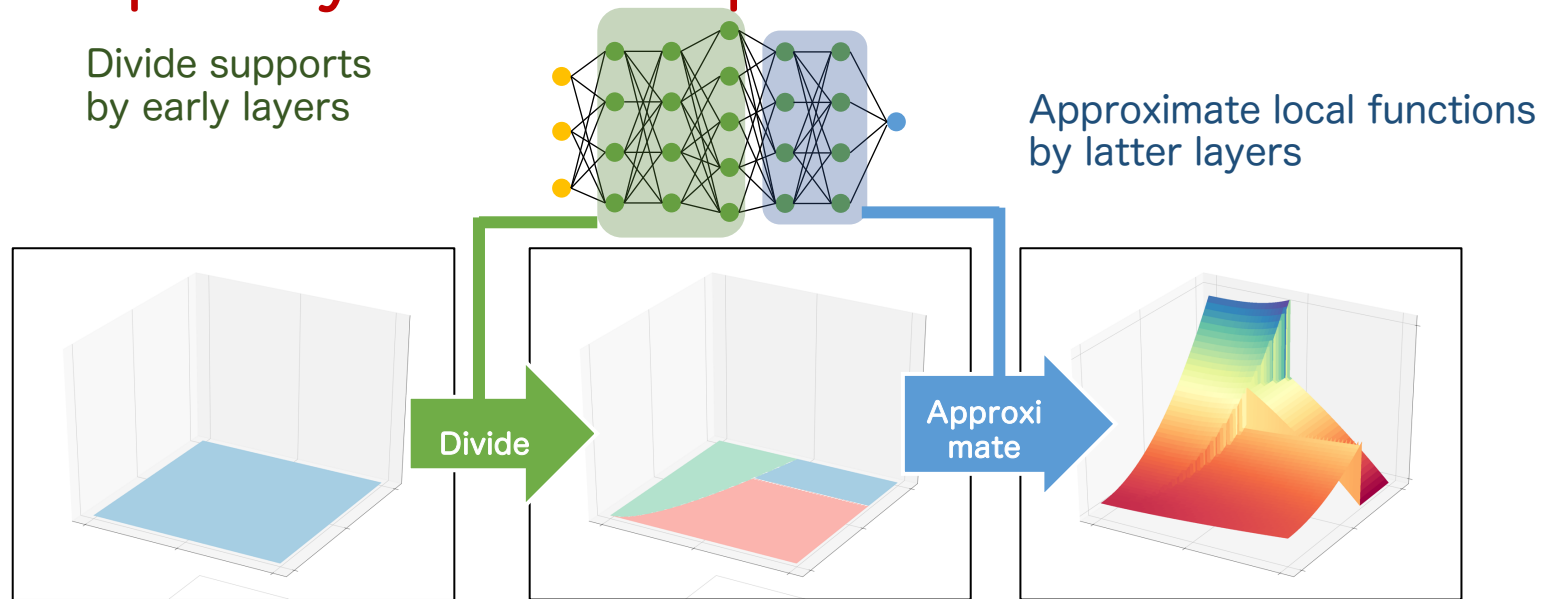 Divide supports
by early layers
Approximate local functions
by latter layers
Divide
Approxi
mate